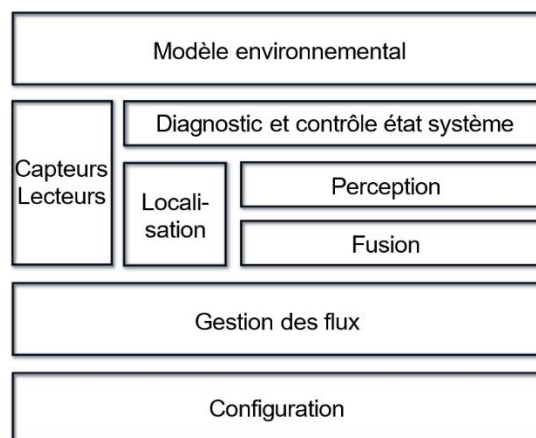 Modèle environnemental
Diagnostic et contrôle état système
Capteurs
Lecteurs
Locali-
sation
Perception
Fusion
Gestion des flux
Configuration